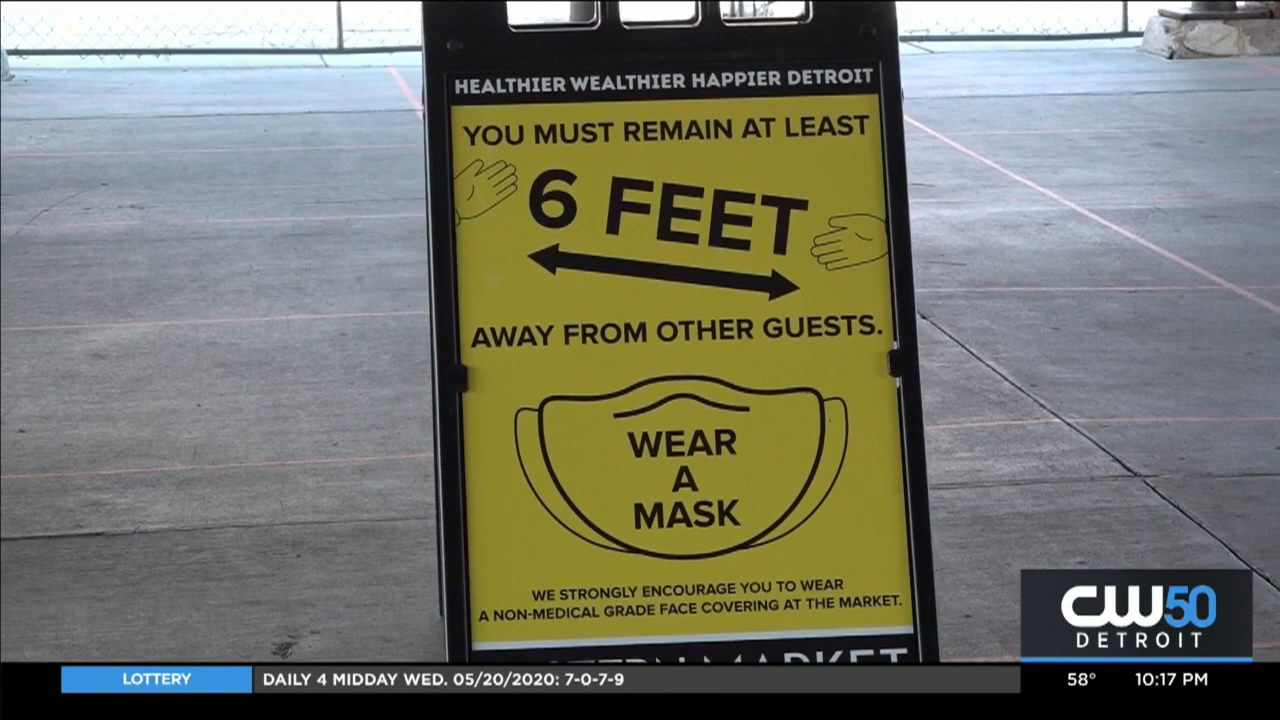 HEALTHIER WEALTHIER HAPPIER DETROIT
YOU MUST REMAIN AT LEAST
6 FEET
AWAY FROM OTHER GUESTS.
WEAR
A
MASK
WE STRONGLY ENCOURAGE YOU TO WEAR
A NON-MEDICAL GRADE FACE COVERING AT THE MARKET.
MARKET
CW50
DETROIT
LOTTERY
DAILY 4 MIDDAY WED. 05/20/2020: 7-0-7-9
58°
10:17 PM